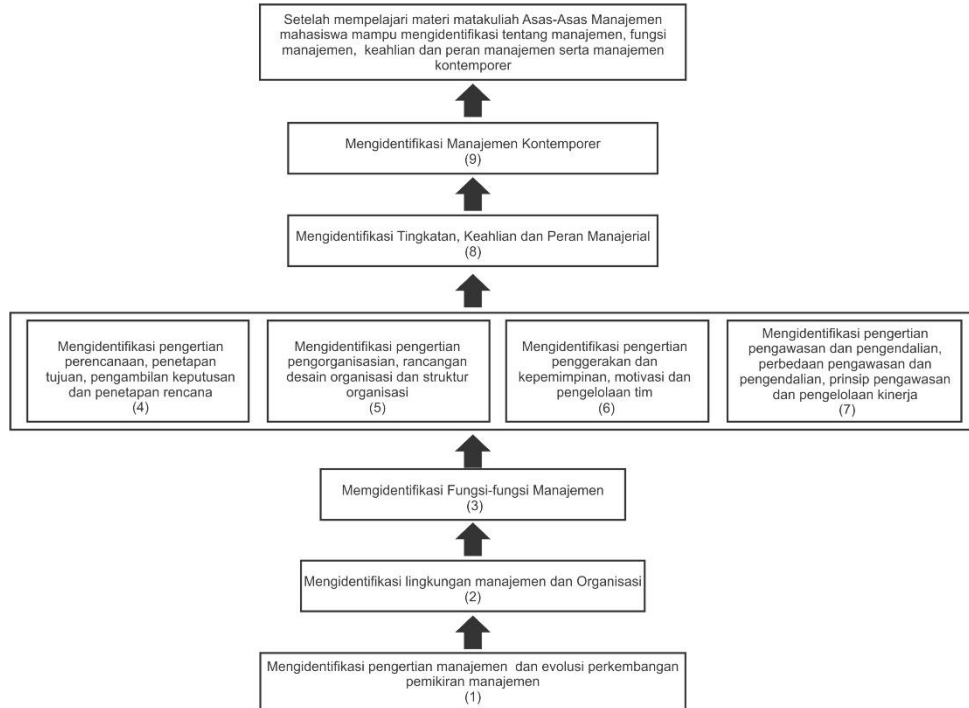 Setelah mempelajari materi matakuliah Asas-Asas Manajemen
mahasiswa mampu mengidentifikasi tentang manajemen, fungsi
manajemen, keahlian dan peran manajemen serta manajemen
kontemporer
Mengidentifikasi Manajemen Kontemporer
(9)
Mengidentifikasi Tingkatan, Keahlian dan Peran Manajerial
(8)
Mengidentifikasi pengertian
perencanaan, penetapan
tujuan, pengambilan keputusan
dan penetapan rencana
(4)
Mengidentifikasi pengertian
pengorganisasian, rancangan
desain organisasi dan struktur
organisasi
(5)
Mengidentifikasi pengertian
penggerakan dan
kepemimpinan, motivasi dan
pengelolaan tim
(6)
Mengidentifikasi pengertian
pengawasan dan pengendalian,
perbedaan pengawasan dan
pengendalian, prinsip pengawasan
dan pengelolaan kinerja
(7)
Memgidentifikasi Fungsi-fungsi Manajemen
(3)
Mengidentifikasi lingkungan manajemen dan Organisasi
(2)
Mengidentifikasi pengertian manajemen dan evolusi perkembangan
pemikiran manajemen
(1)